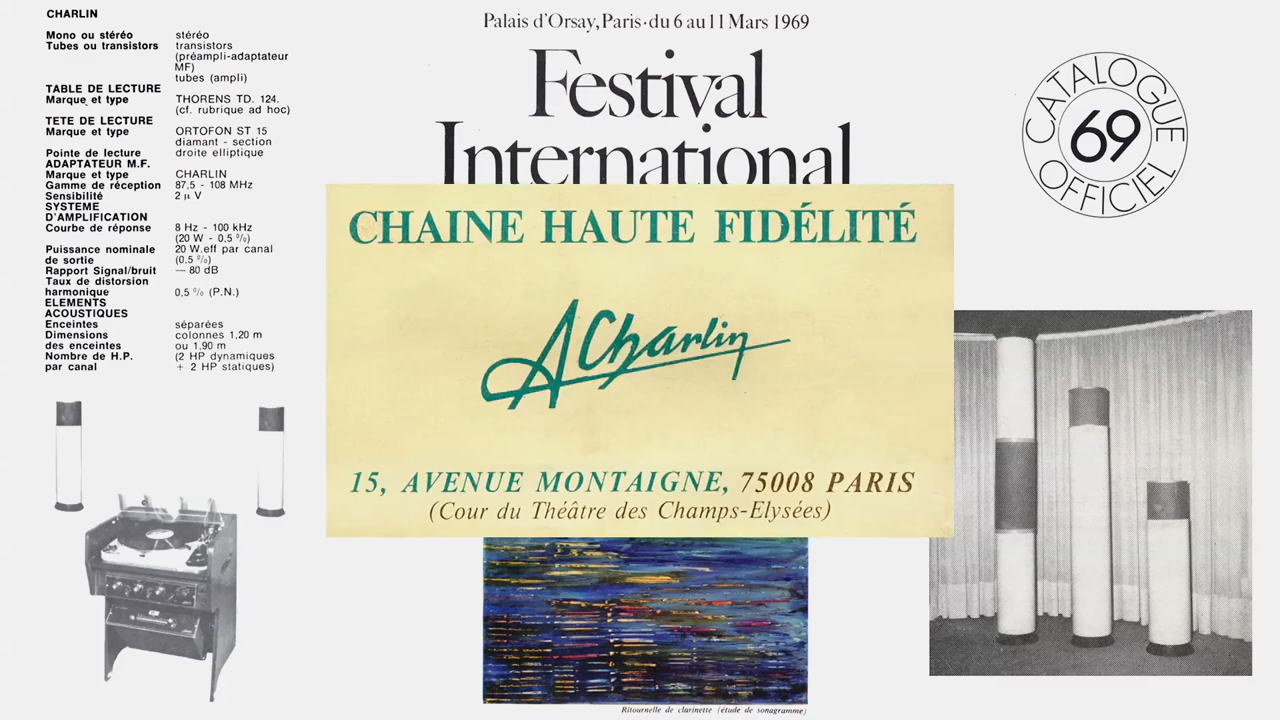 CHARLIN
Mono ou stéréo stéréo
Tubes ou transistors transistors
(préampli-adaptateur
MF)
tubes (ampli)
TABLE DE LECTURE
Marque et type THORENS TD. 124.
(cf. rubrique ad hoc)
TETE DE LECTURE
Marque et type ORTOFON ST 15
diamant - section
Pointe de lecture droite elliptique
ADAPTATEUR M.F.
Marque et type CHARLIN
Gamme de réception 87,5 - 108 MHz
Sensibilité 2 µ V
SYSTEME
D'AMPLIFICATION
Courbe de réponse 8 Hz - 100 kHz
(20 W - 0,5 %)
Puissance nominale 20 W.eff par canal
de sortie (0.5 %)
Rapport Signal/bruit — 80 dB
Taux de distorsion
harmonique 0,5 % (P.N.)
ELEMENTS
ACOUSTIQUES
Enceintes séparées
Dimensions colonnes 1,20 m
des enceintes ou 1,90 m
Nombre de H.P. (2 HP dynamiques
par canal + 2 HP statiques)
Palais d'Orsay, Paris·du 6 au 11 Mars 1969
Festival
International
CATALOGUE
69
OFFICIEL
CHAINE HAUTE FIDÉLITÉ
A Charlin
15, AVENUE MONTAIGNE, 75008 PARIS
(Cour du Théâtre des Champs-Elysées)
Ritournelle de clarinette (étude de sonagramme)